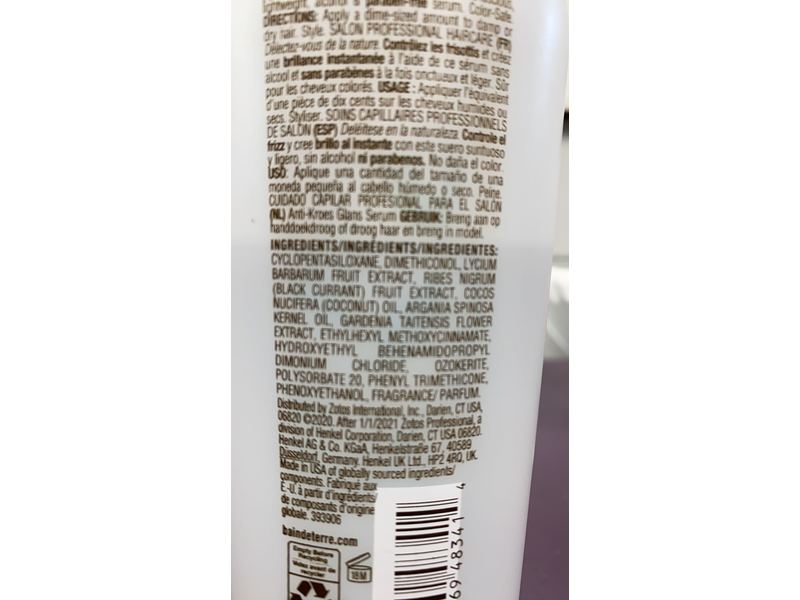 lightweight, alcohol & paraben-free serum. Color-Safe
DIRECTIONS: Apply a dime-sized amount to damp or
dry hair. Style. SALON PROFESSIONAL HAIRCARE (FR)
Délectez-vous de la nature. Contrôlez les frisottis et créez
une brillance instantanée à l'aide de ce sérum sans
alcool et sans parabènes à la fois onctueux et léger. Sûr
pour les cheveux colorés. USAGE : Appliquer l'équivalent
d'une pièce de dix cents sur les cheveux humides ou
secs. Styliser. SOINS CAPILLAIRES PROFESSIONNELS
DE SALON (ESP) Deléitese en la naturaleza. Controle el
frizz y cree brillo al instante con este suero suntuoso
y ligero, sin alcohol ni parabenos. No daña el color.
USO: Aplique una cantidad del tamaño de una
moneda pequeña al cabello húmedo o seco. Peine.
CUIDADO CAPILAR PROFESIONAL PARA EL SALÓN
(NL) Anti-Kroes Glans Serum GEBRUIK: Breng aan op
handdoekdroog of droog haar en breng in model.
INGREDIENTS/INGRÉDIENTS/INGREDIENTES:
CYCLOPENTASILOXANE, DIMETHICONOL, LYCIUM
BARBARUM FRUIT EXTRACT, RIBES NIGRUM
(BLACK CURRANT) FRUIT EXTRACT, COCOS
NUCIFERA (COCONUT) OIL, ARGANIA SPINOSA
KERNEL OIL, GARDENIA TAITENSIS FLOWER
EXTRACT, ETHYLHEXYL METHOXYCINNAMATE,
HYDROXYETHYL BEHENAMIDOPROPYL
DIMONIUM CHLORIDE, OZOKERITE,
POLYSORBATE 20, PHENYL TRIMETHICONE,
PHENOXYETHANOL, FRAGRANCE/ PARFUM.
Distributed by Zotos International, Inc., Darien, CT USA,
06820 ©2020. After 1/1/2021 Zotos Professional, a
division of Henkel Corporation, Darien, CT USA 06820.
Henkel AG & Co. KGaA, Henkelstraße 67, 40589
Düsseldorf, Germany. Henkel UK Ltd., HP2 4RQ, UK.
Made in USA of globally sourced ingredients/
components. Fabriqué aux
É.-U. à partir d'ingrédients/
de composants d'origine
globale. 393906
baindeterre.com
Empty Before
Recycling
Videz avant de
recycler
18M
69 48341 4